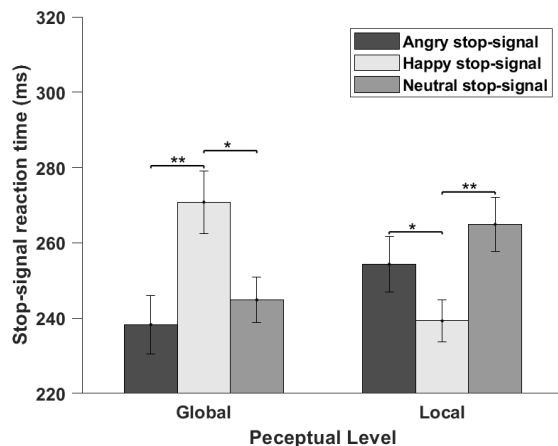 320
300
280
260
240
220
Stop-signal reaction time (ms)
Angry stop-signal
Happy stop-signal
Neutral stop-signal
**
*
*
**
Global
Local
Peceptual Level